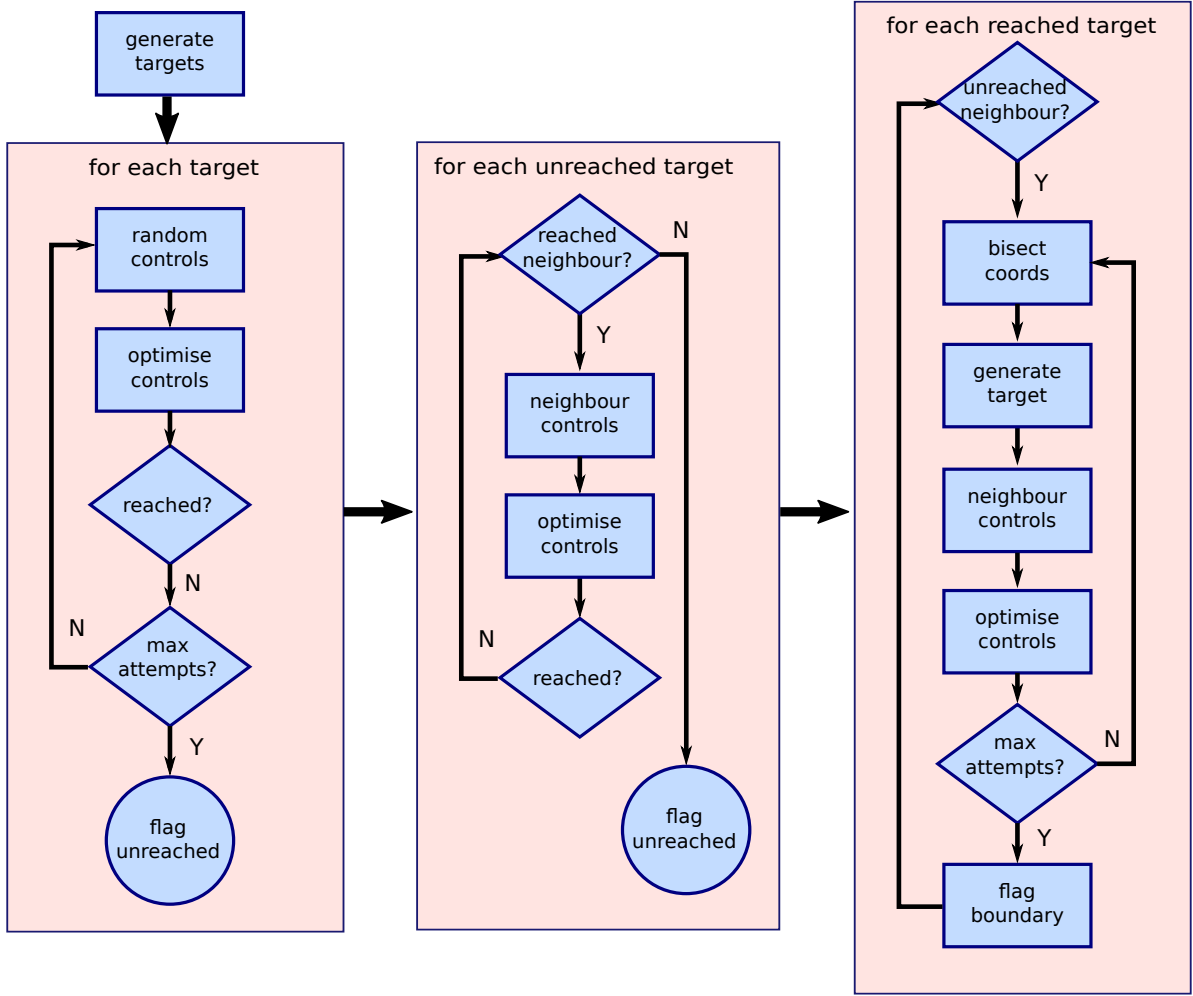 generate
targets
for each target
random
controls
optimise
controls
reached?
N
max
attempts?
N
Y
flag
unreached
for each unreached target
reached
neighbour?
N
Y
neighbour
controls
optimise
controls
reached?
N
flag
unreached
for each reached target
unreached
neighbour?
Y
bisect
coords
generate
target
neighbour
controls
optimise
controls
max
attempts?
N
Y
flag
boundary